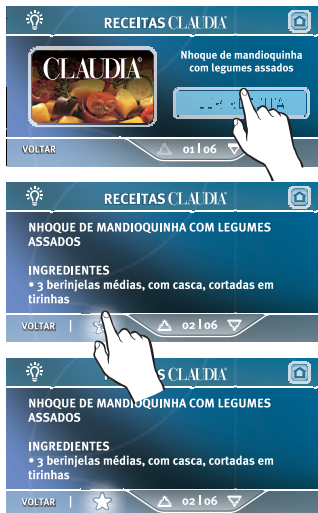 RECEITAS CLAUDIA
CLAUDIA
Nhoque de mandioquinha
com legumes assados
VOLTAR
01 | 06
RECEITAS CLAUDIA
NHOQUE DE MANDIOQUINHA COM LEGUMES
ASSADOS
INGREDIENTES
• 3 berinjelas médias, com casca, cortadas em
tirinhas
VOLTAR |
02 | 06
CLAUDIA
NHOQUE DE MANDIOQUINHA COM LEGUMES
ASSADOS
INGREDIENTES
• 3 berinjelas médias, com casca, cortadas em
tirinhas
VOLTAR |
02 | 06